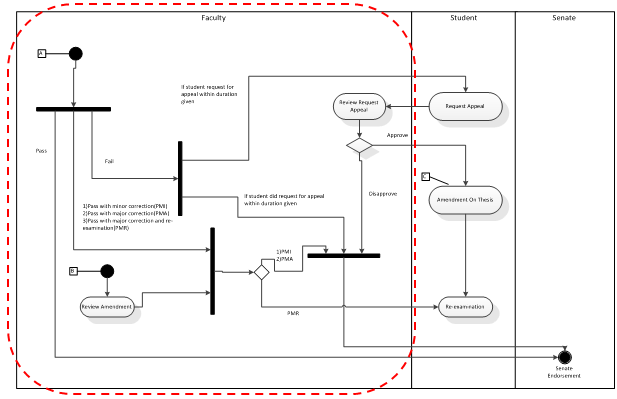 Faculty
Student
Senate
A
If student request for
appeal within duration
given
Review Request
Appeal
Request Appeal
Approve
Pass
Fail
C
Disapprove
Amendment On Thesis
If student did request for appeal
within duration given
1)Pass with minor correction(PMI)
2)Pass with major correction(PMA)
3)Pass with major correction and re-
examination(PMR)
1)PMI
2)PMA
B
Review Amendment
PMR
Re-examination
Senate
Endorsement